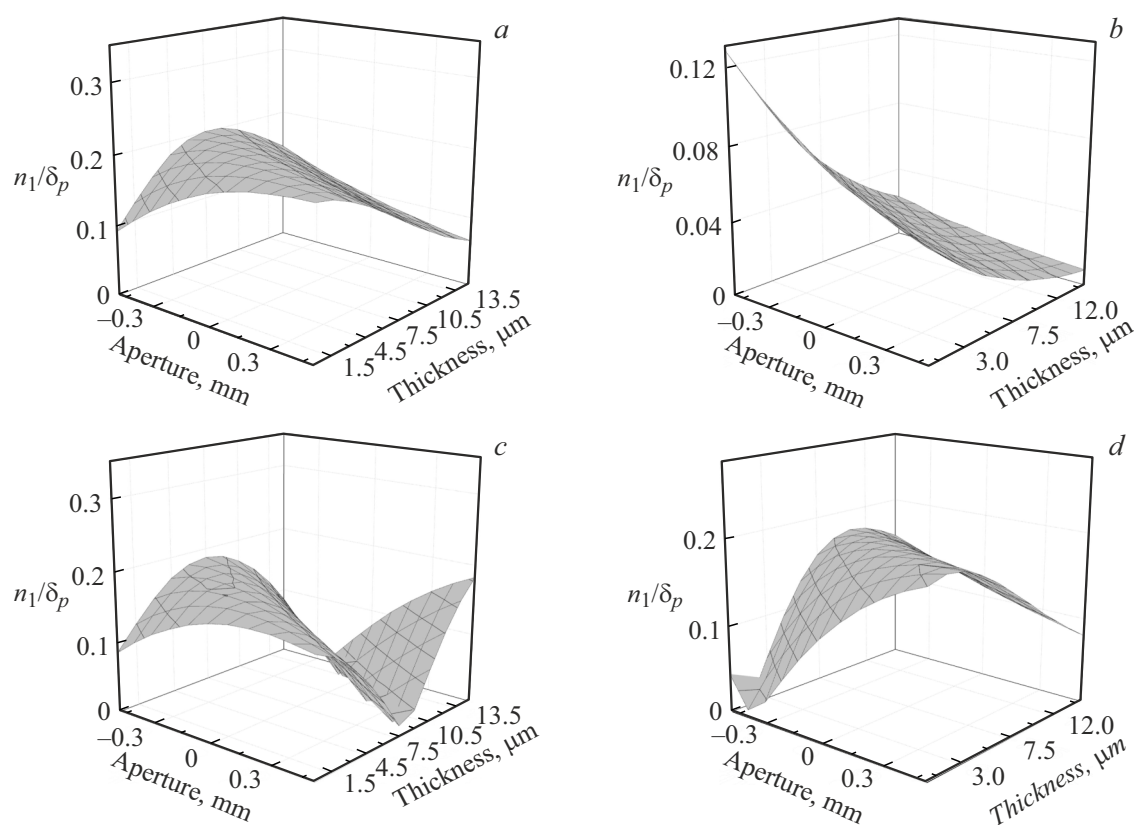 a
0.3
0.2
n₁/δₚ
0.1
0
–0.3
0
0.3
Aperture, mm
1.5
4.5
7.5
10.5
13.5
Thickness, μm
b
0.12
0.08
n₁/δₚ
0.04
0
–0.3
0
0.3
Aperture, mm
3.0
7.5
12.0
Thickness, μm
c
0.3
0.2
n₁/δₚ
0.1
0
–0.3
0
0.3
Aperture, mm
1.5
4.5
7.5
10.5
13.5
Thickness, μm
d
0.2
n₁/δₚ
0.1
0
–0.3
0
0.3
Aperture, mm
3.0
7.5
12.0
Thickness, μm